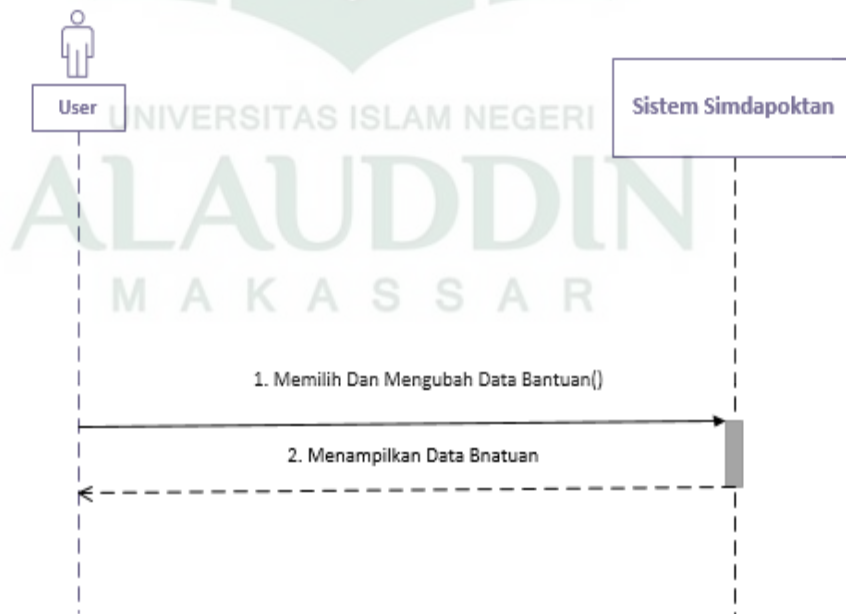 User
Sistem Simdapoktan
UNIVERSITAS ISLAM NEGERI
ALAUDDIN
MAKASSAR
1. Memilih Dan Mengubah Data Bantuan()
2. Menampilkan Data Bnatuan